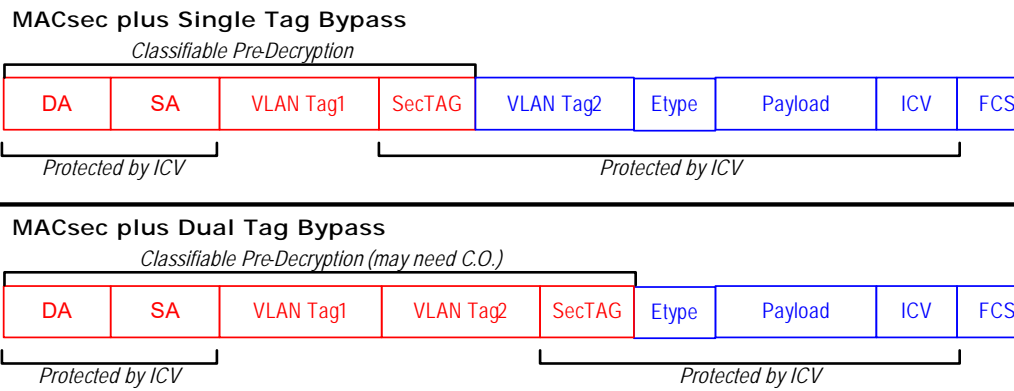 MACsec plus Single Tag Bypass
Classifiable Pre-Decryption
DA SA VLAN Tag1 SecTAG VLAN Tag2 Etype Payload ICV FCS
Protected by ICV Protected by ICV
MACsec plus Dual Tag Bypass
Classifiable Pre-Decryption (may need C.O.)
DA SA VLAN Tag1 VLAN Tag2 SecTAG Etype Payload ICV FCS
Protected by ICV Protected by ICV